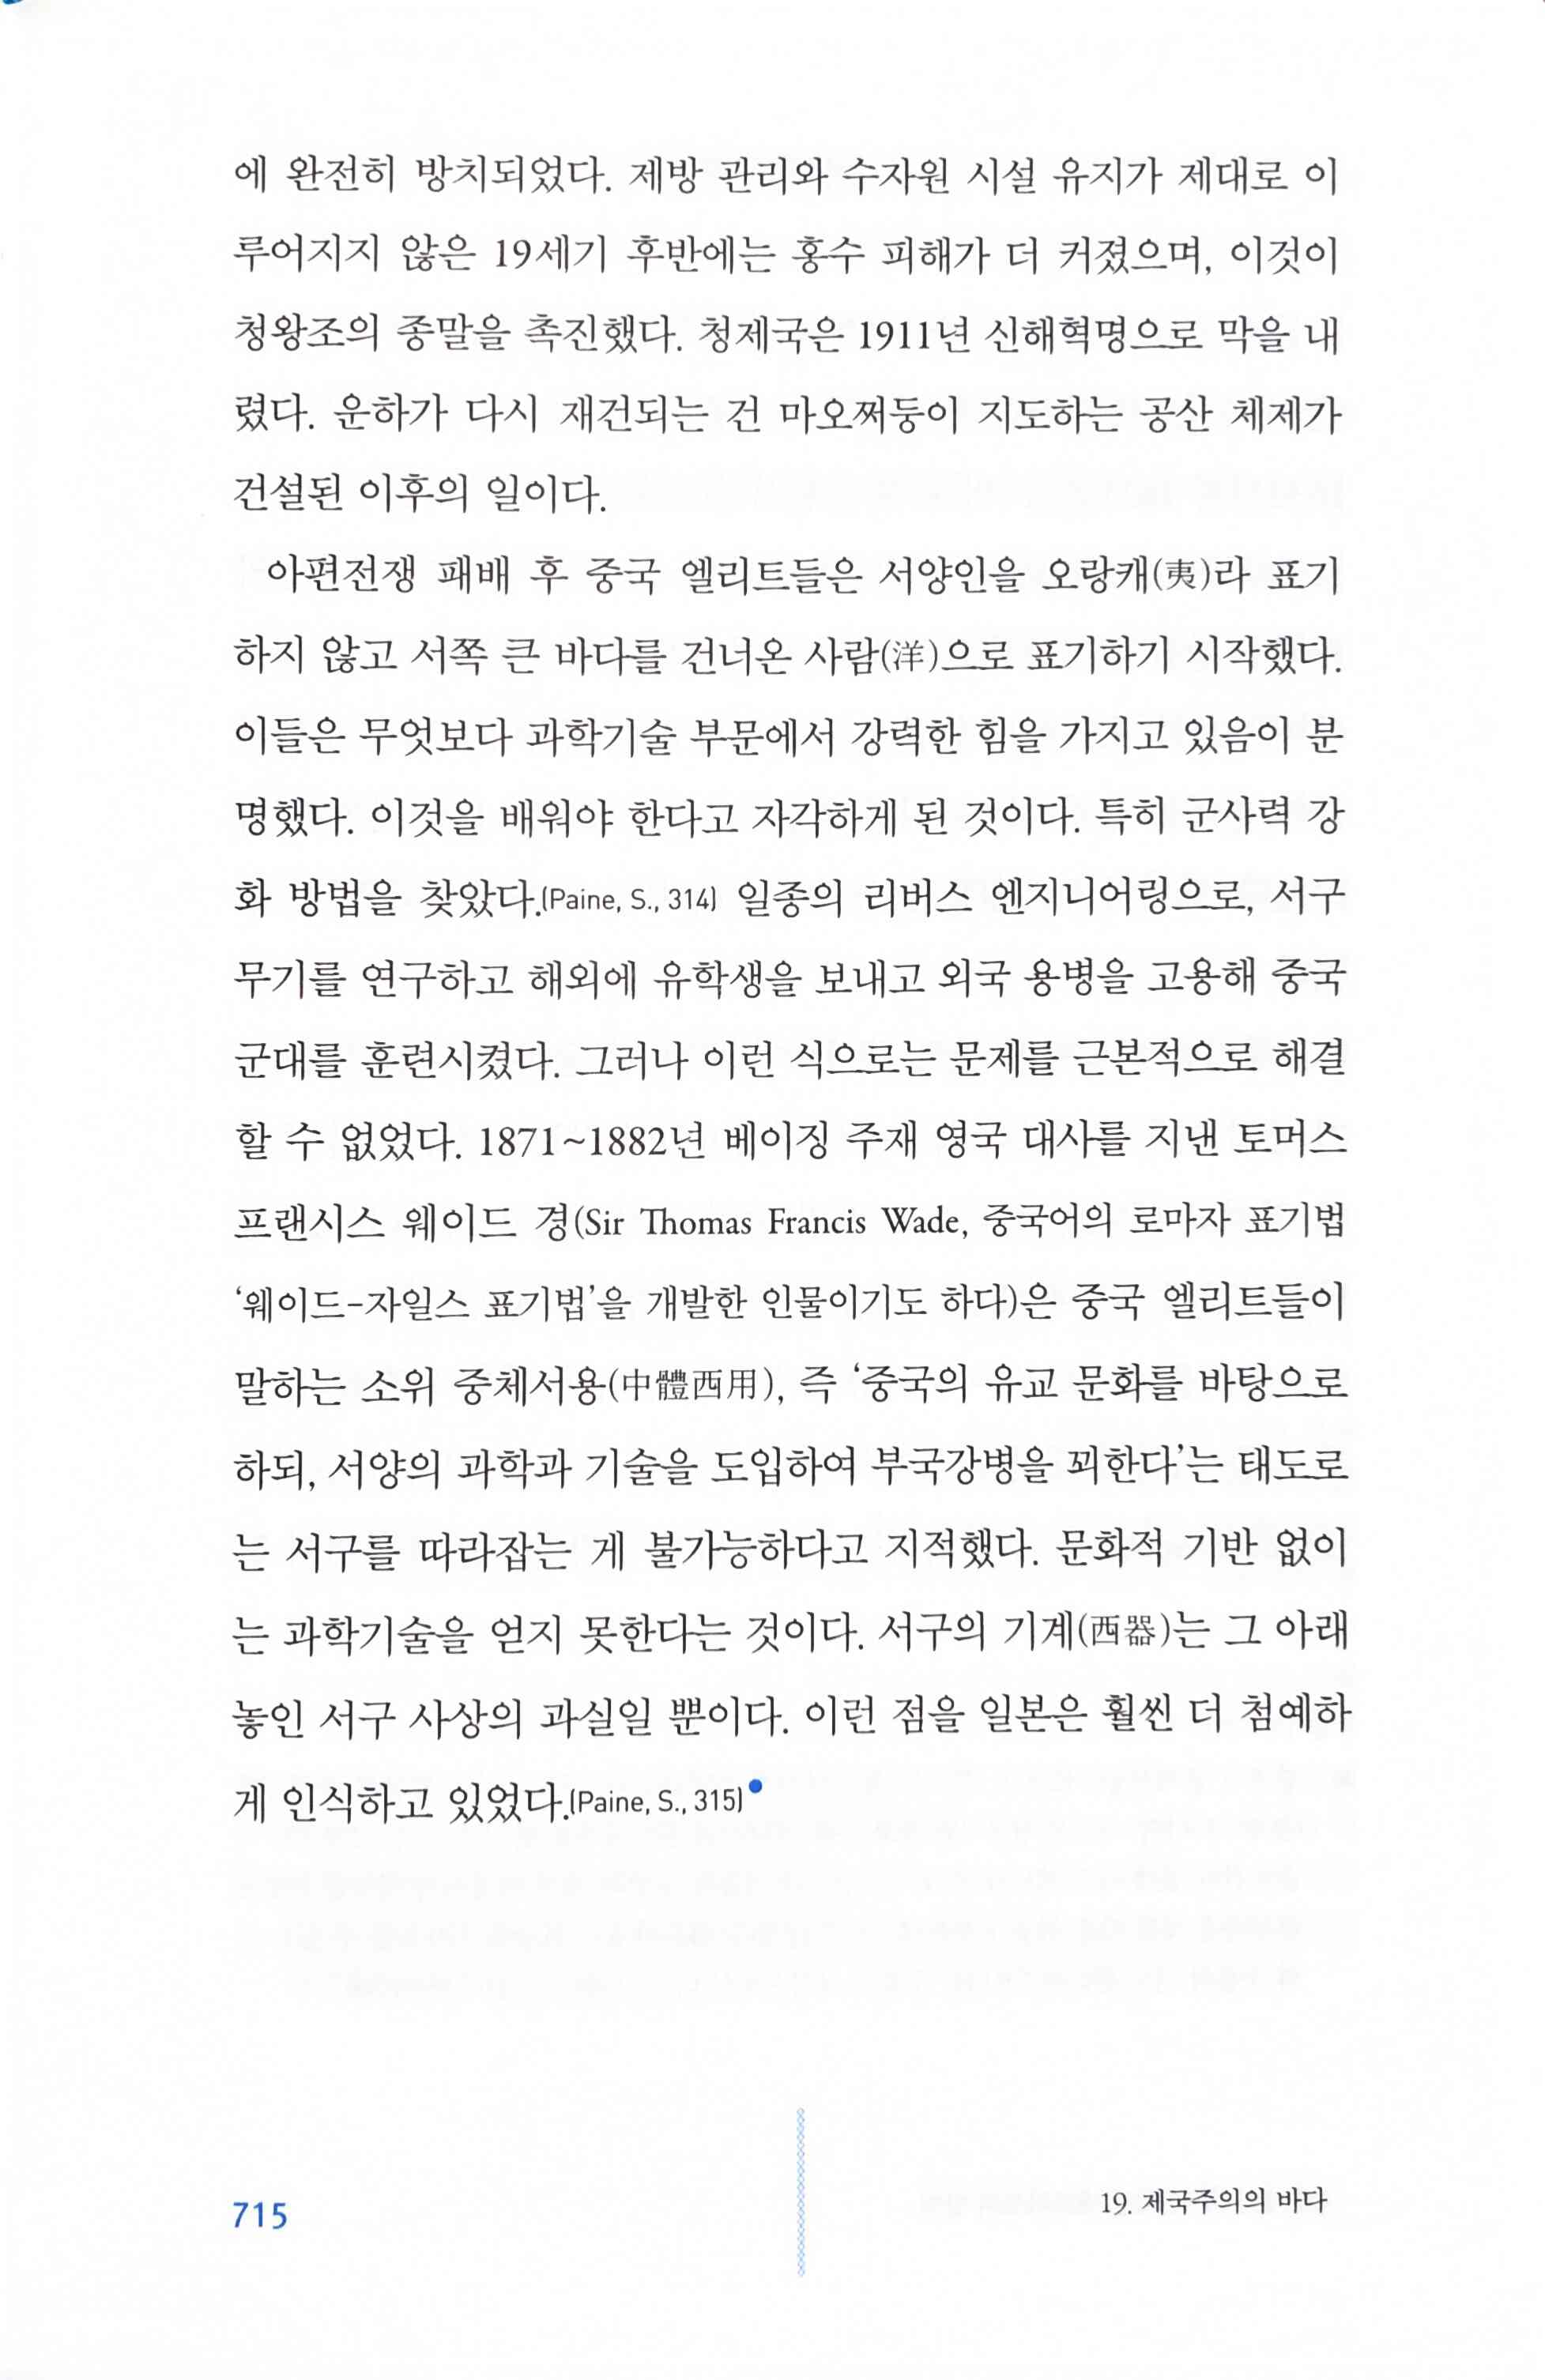 에 완전히 방치되었다. 제방 관리와 수자원 시설 유지가 제대로 이
루어지지 않은 19세기 후반에는 홍수 피해가 더 커졌으며, 이것이
청왕조의 종말을 촉진했다. 청제국은 1911년 신해혁명으로 막을 내
렸다. 운하가 다시 재건되는 건 마오쩌둥이 지도하는 공산 체제가
건설된 이후의 일이다.
아편전쟁 패배 후 중국 엘리트들은 서양인을 오랑캐(夷)라 표기
하지 않고 서쪽 큰 바다를 건너온 사람(洋)으로 표기하기 시작했다.
이들은 무엇보다 과학기술 부문에서 강력한 힘을 가지고 있음이 분
명했다. 이것을 배워야 한다고 자각하게 된 것이다. 특히 군사력 강
화 방법을 찾았다.(Paine, S., 314) 일종의 리버스 엔지니어링으로, 서구
무기를 연구하고 해외에 유학생을 보내고 외국 용병을 고용해 중국
군대를 훈련시켰다. 그러나 이런 식으로는 문제를 근본적으로 해결
할 수 없었다. 1871~1882년 베이징 주재 영국 대사를 지낸 토머스
프랜시스 웨이드 경(Sir Thomas Francis Wade, 중국어의 로마자 표기법
‘웨이드-자일스 표기법’을 개발한 인물이기도 하다)은 중국 엘리트들이
말하는 소위 중체서용(中體西用), 즉 ‘중국의 유교 문화를 바탕으로
하되, 서양의 과학과 기술을 도입하여 부국강병을 꾀한다’는 태도로
는 서구를 따라잡는 게 불가능하다고 지적했다. 문화적 기반 없이
는 과학기술을 얻지 못한다는 것이다. 서구의 기계(西器)는 그 아래
놓인 서구 사상의 과실일 뿐이다. 이런 점을 일본은 훨씬 더 첨예하
게 인식하고 있었다.(Paine, S., 315)●
715
19. 제국주의의 바다